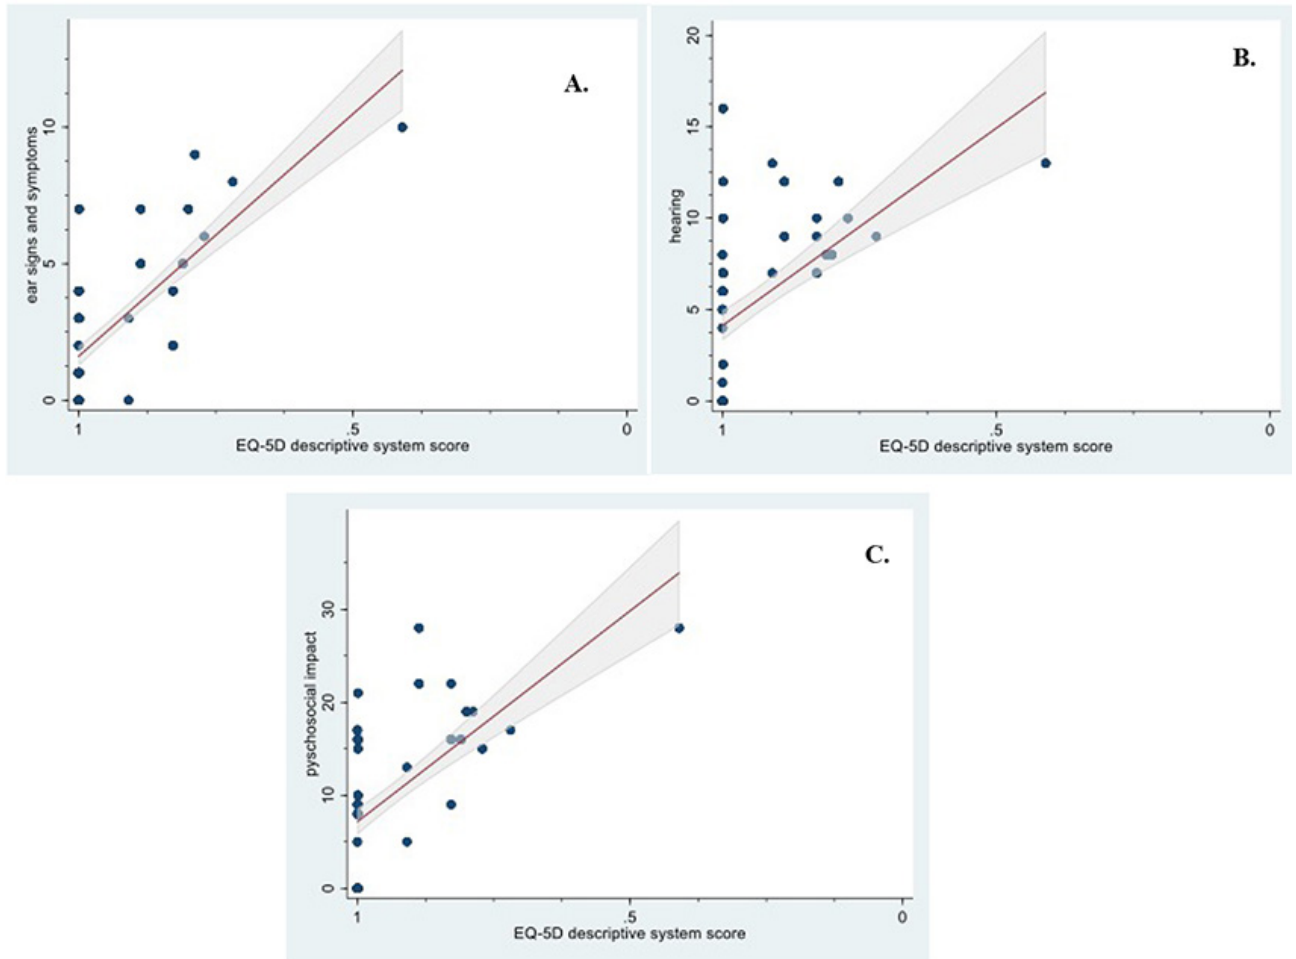 A.
ear signs and symptoms
10
5
0
1
.5
0
EQ-5D descriptive system score
B.
hearing
20
15
10
5
0
1
.5
0
EQ-5D descriptive system score
C.
pyschosocial impact
30
20
10
0
1
.5
0
EQ-5D descriptive system score